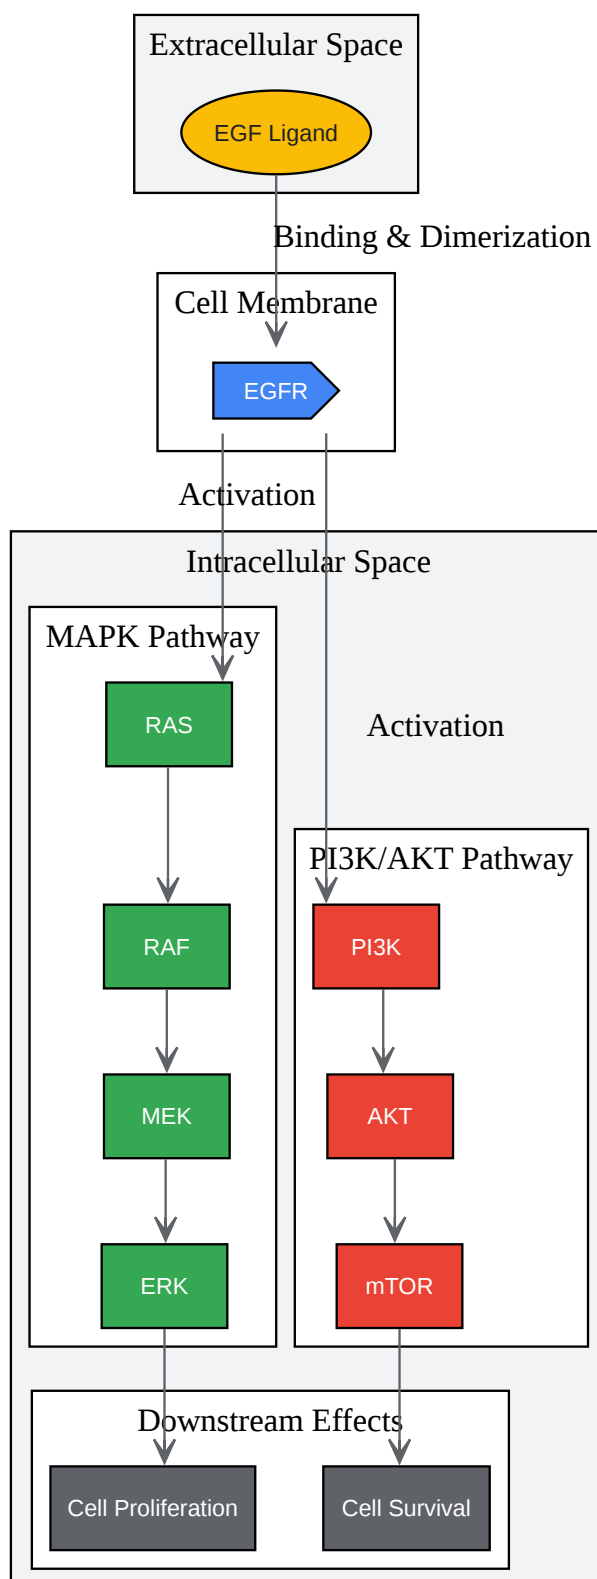 Extracellular Space
EGF Ligand
Binding & Dimerization
Cell Membrane
EGFR
Activation
Intracellular Space
MAPK Pathway
RAS
Activation
PI3K/AKT Pathway
RAF
PI3K
MEK
AKT
ERK
mTOR
Downstream Effects
Cell Proliferation
Cell Survival